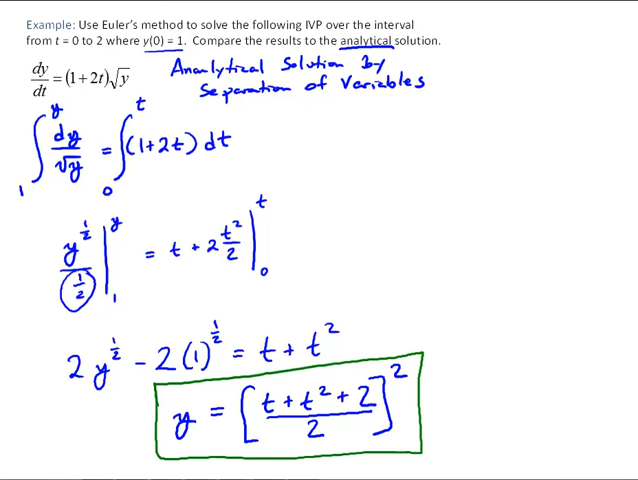 Example: Use Euler's method to solve the following IVP over the interval
from t = 0 to 2 where y(0) = 1. Compare the results to the analytical solution.
dy/dt = (1+2t)√y
Ananlytical Solution by
Separation of Variables
∫₁^y dy/√y = ∫₀^t (1+2t) dt
y^(1/2)/(1/2) |₁^y = t + 2 t²/2 |₀^t
2 y^(1/2) - 2(1)^(1/2) = t + t²
y = [(t + t² + 2)/2]²